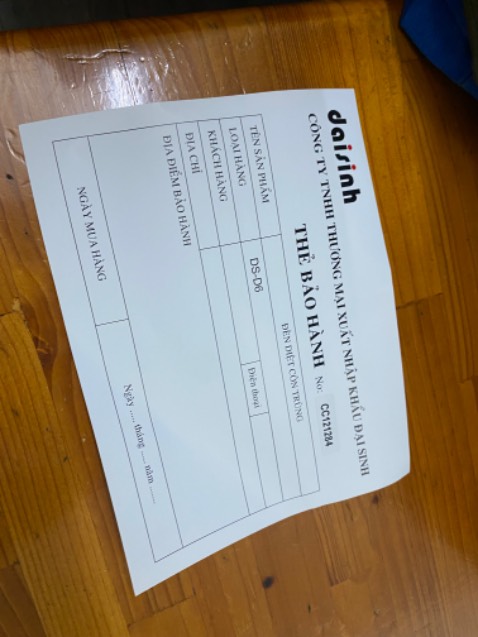 daisinh
CÔNG TY TNHH THƯƠNG MẠI XUẤT NHẬP KHẨU ĐẠI SINH
THẺ BẢO HÀNH No: CC121284
TÊN SẢN PHẨM ĐÈN DIỆT CÔN TRÙNG
LOẠI HÀNG DS-D6
KHÁCH HÀNG Điện thoại
ĐỊA CHỈ
ĐỊA ĐIỂM BẢO HÀNH
NGÀY MUA HÀNG Ngày ..... tháng ..... năm .....